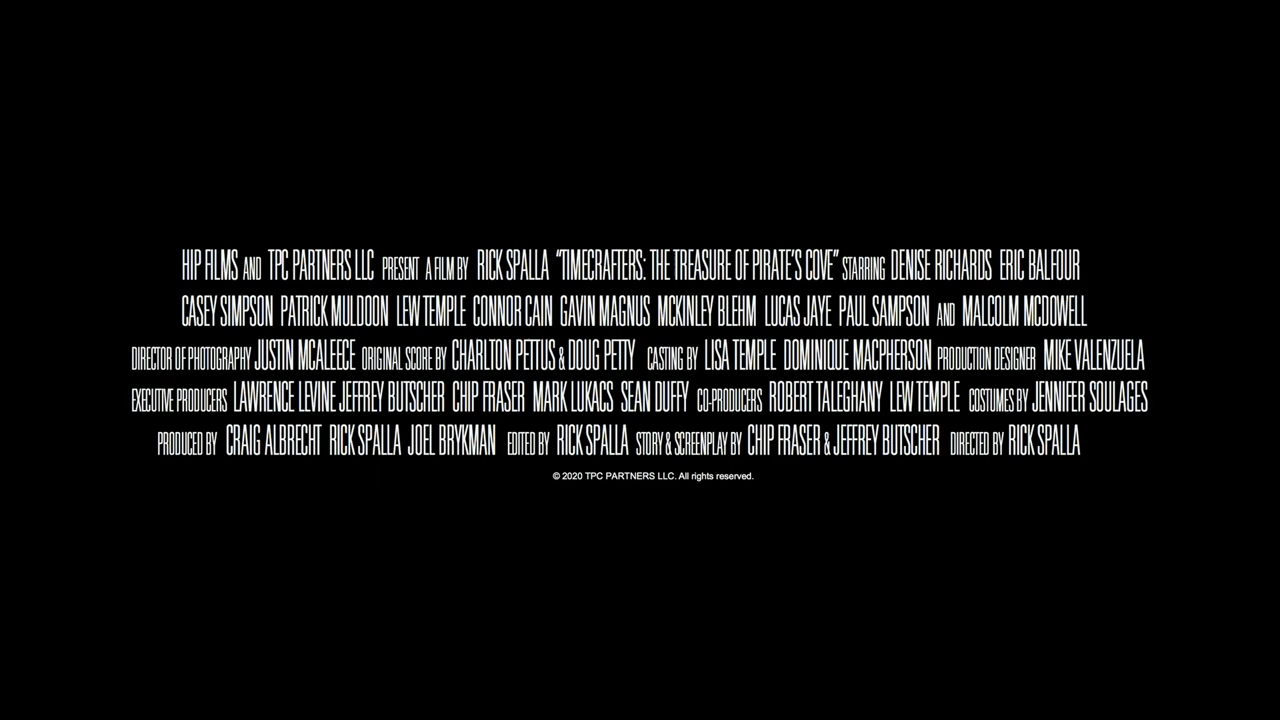 HIP FILMS AND TPC PARTNERS LLC PRESENT A FILM BY RICK SPALLA “TIMECRAFTERS: THE TREASURE OF PIRATE’S COVE” STARRING DENISE RICHARDS ERIC BALFOUR
CASEY SIMPSON PATRICK MULDOON LEW TEMPLE CONNOR CAIN GAVIN MAGNUS MCKINLEY BLEHM LUCAS JAYE PAUL SAMPSON AND MALCOLM MCDOWELL
DIRECTOR OF PHOTOGRAPHY JUSTIN MCALEECE ORIGINAL SCORE BY CHARLTON PETTUS & DOUG PETTY CASTING BY LISA TEMPLE DOMINIQUE MACPHERSON PRODUCTION DESIGNER MIKE VALENZUELA
EXECUTIVE PRODUCERS LAWRENCE LEVINE JEFFREY BUTSCHER CHIP FRASER MARK LUKACS SEAN DUFFY CO-PRODUCERS ROBERT TALEGHANY LEW TEMPLE COSTUMES BY JENNIFER SOULAGES
PRODUCED BY CRAIG ALBRECHT RICK SPALLA JOEL BRYKMAN EDITED BY RICK SPALLA STORY & SCREENPLAY BY CHIP FRASER & JEFFREY BUTSCHER DIRECTED BY RICK SPALLA
© 2020 TPC PARTNERS LLC. All rights reserved.